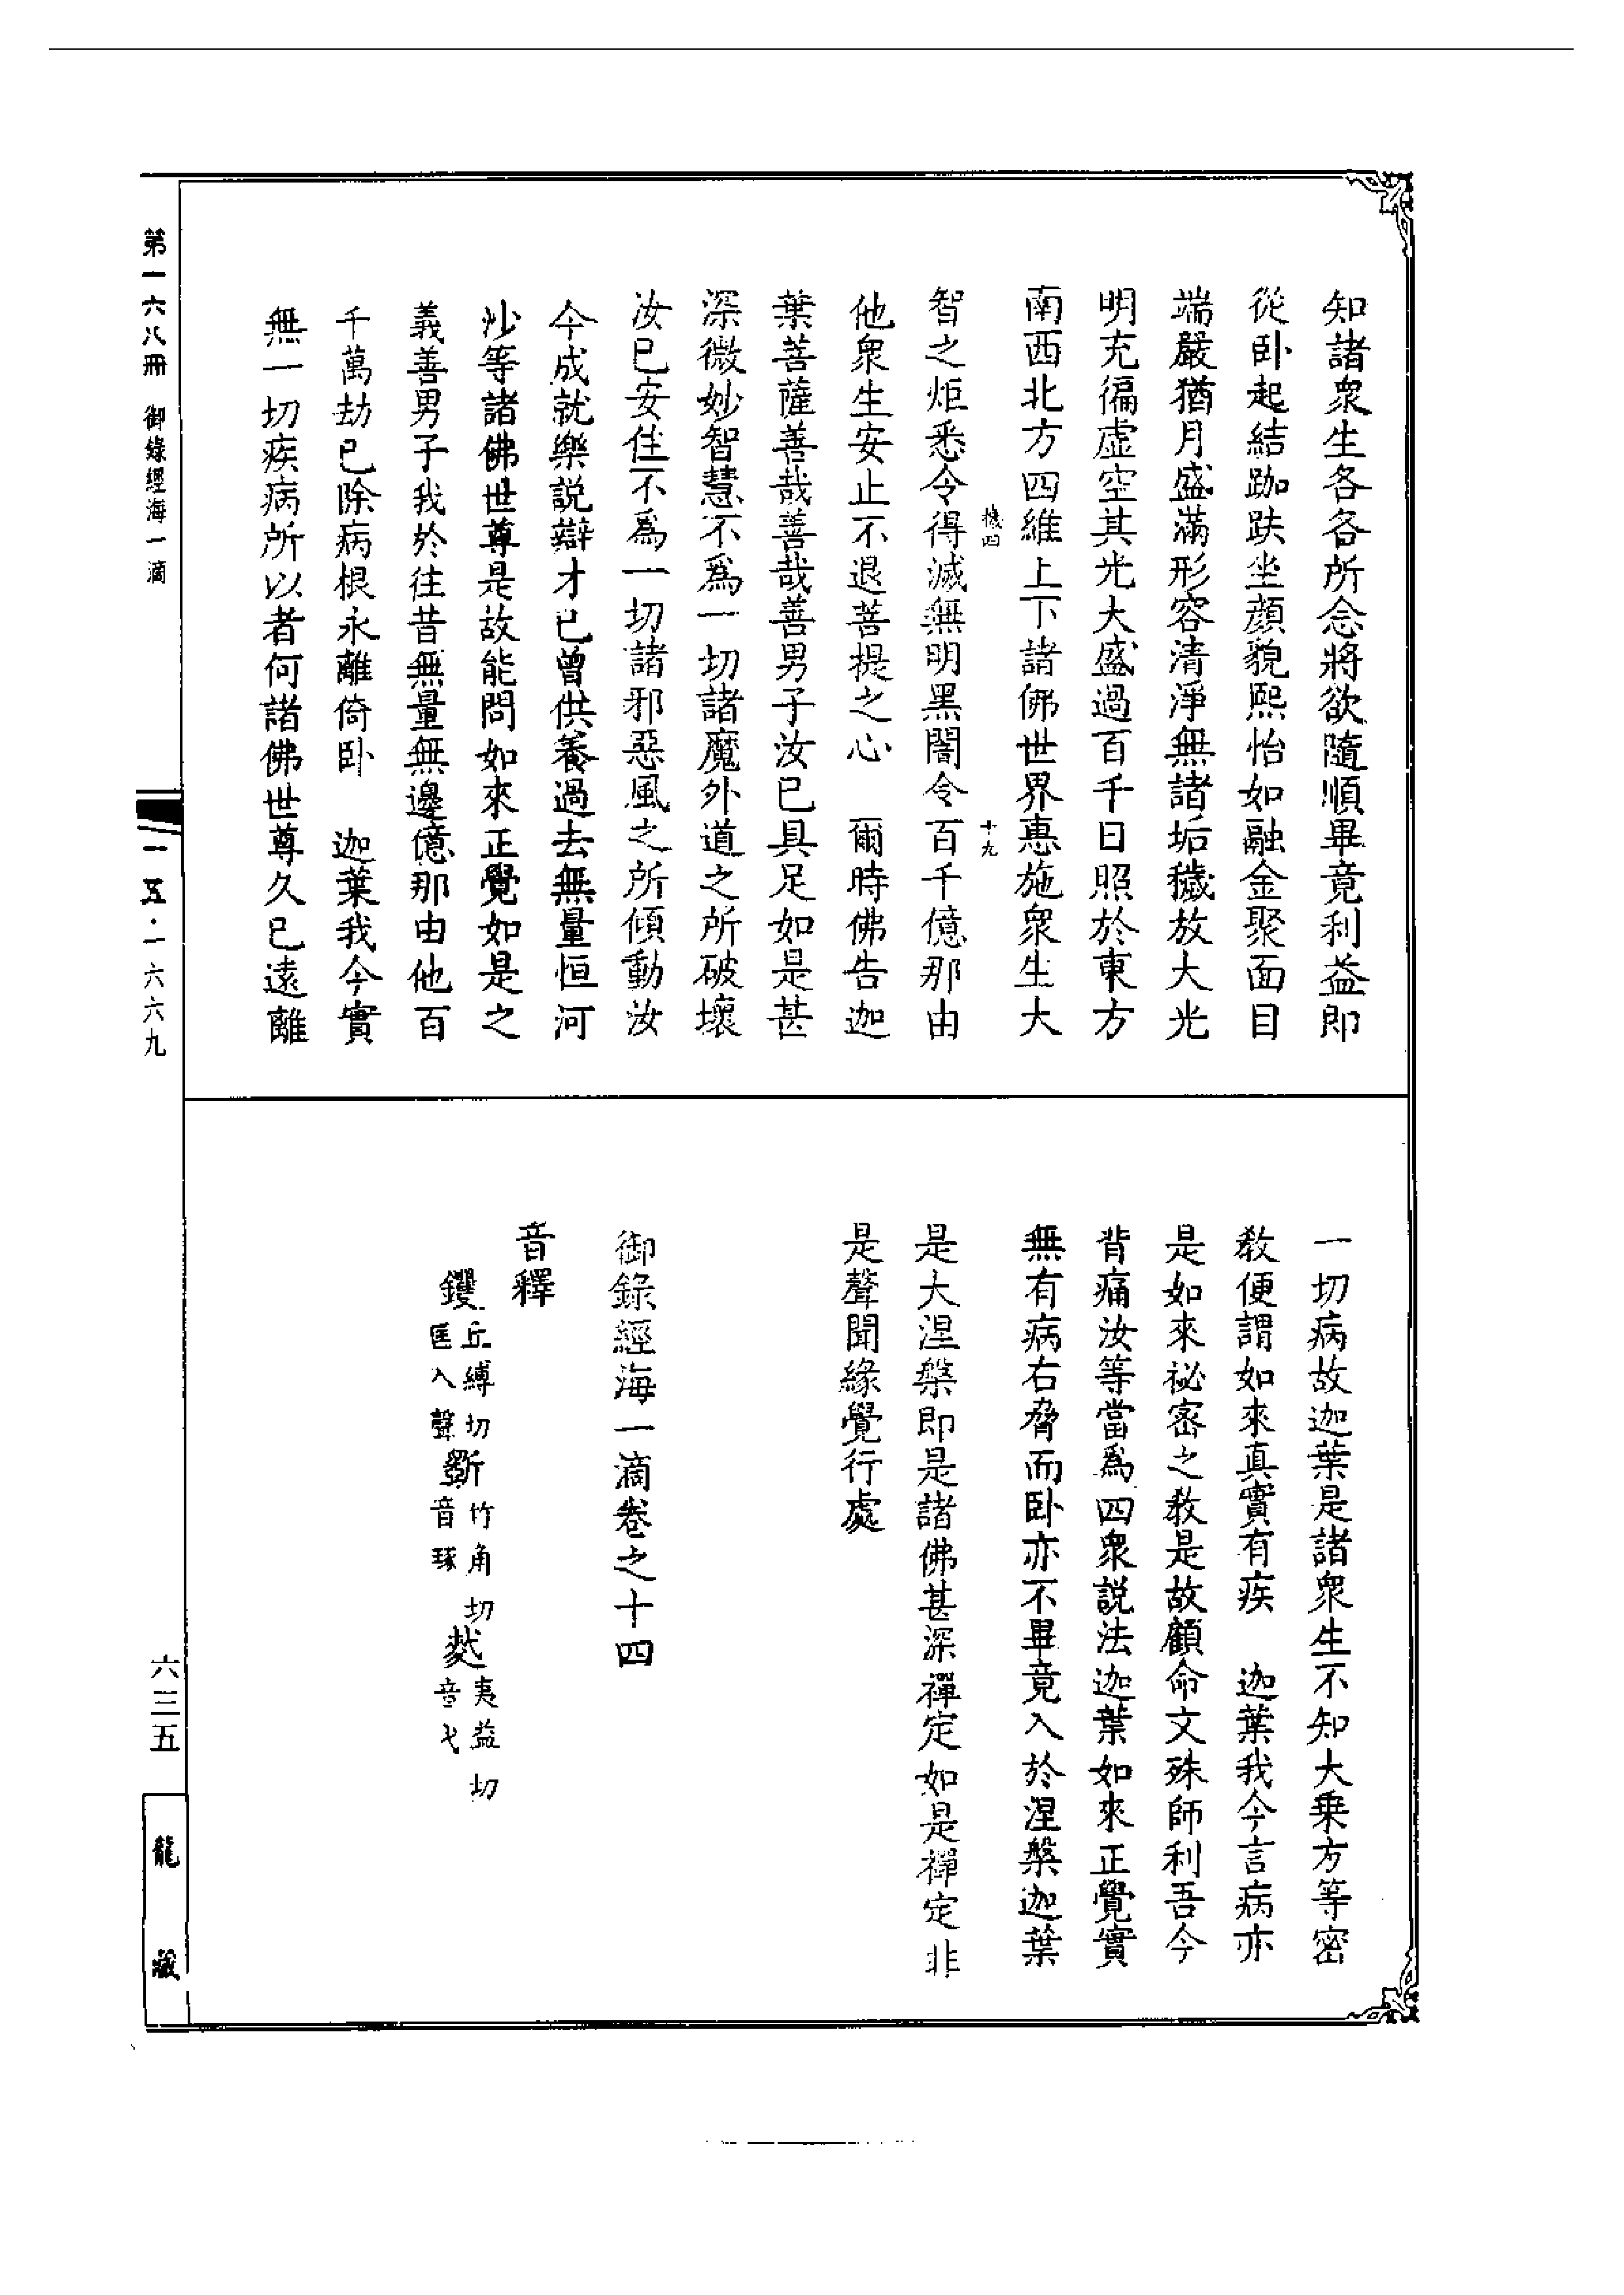 知諸衆生各各所念將欲隨順畢竟利益即
從卧起結跏趺坐顏貌熙怡如融金聚面目
端嚴猶月盛滿形容清淨無諸垢穢放大光
明充徧虛空其光大盛過百千日照於東方
南西北方四維上下諸佛世界惠施衆生大
十九
智之炬悉令得滅無明黑闇令百千億那由
他衆生安止不退菩提之心　爾時佛告迦
葉菩薩善哉善哉善男子汝已具足如是甚
深微妙智慧不爲一切諸魔外道之所破壞
汝已安住不爲一切諸邪惡風之所傾動汝
今成就樂説辯才已曾供養過去無量恒河
沙等諸佛世尊是故能問如來正覺如是之
義善男子我於往昔無量無邊億那由他百
千萬劫已除病根永離倚卧　迦葉我今實
無一切疾病所以者何諸佛世尊久已遠離
一切病故迦葉是諸衆生不知大乗方等密
教便謂如來真實有疾　迦葉我今言病亦
是如來祕密之教是故顧命文殊師利吾今
背痛汝等當爲四衆説法迦葉如來正覺實
無有病右脅而卧亦不畢竟入於涅槃迦葉
是大涅槃即是諸佛甚深禪定如是禪定非
是聲聞緣覺行處
御錄經海一滴卷之十四
音釋
钁丘縛切匡入聲斲竹角切音琢 夷益切音弋
第一六八冊　御錄經海一滴
一一五·一六六九
六三五
龍藏